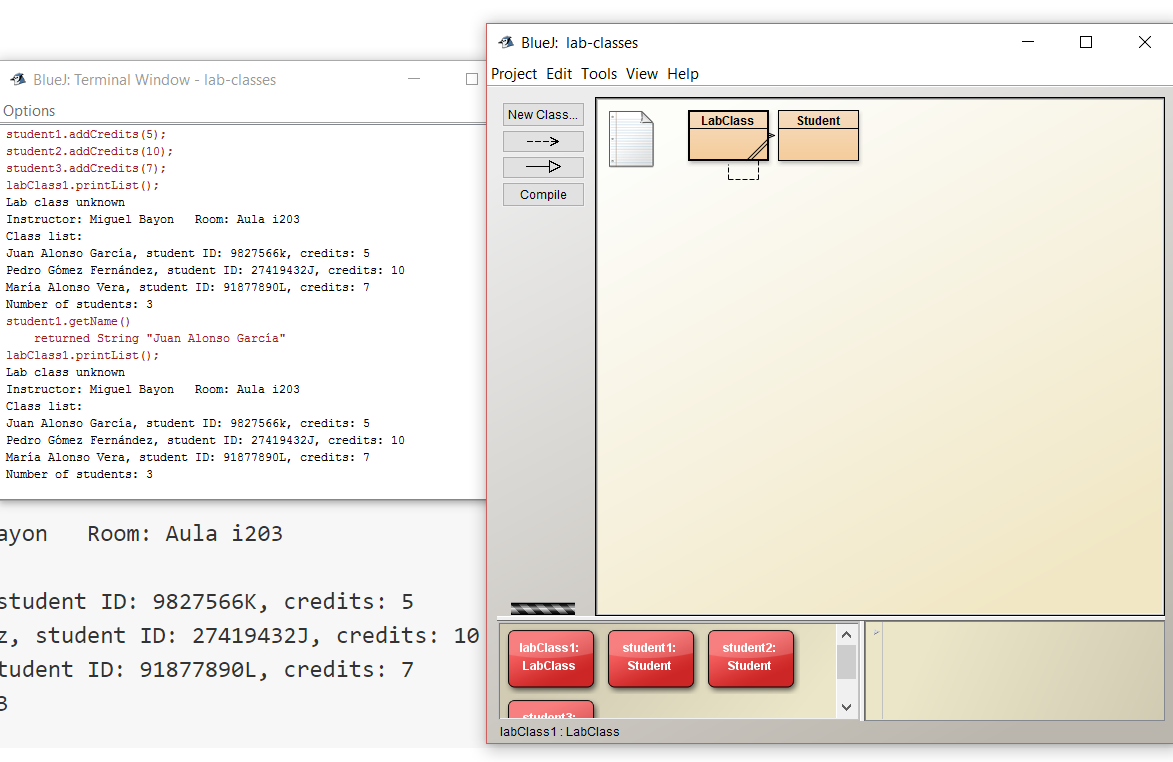 BlueJ: Terminal Window - lab-classes
Options
student1.addCredits(5);
student2.addCredits(10);
student3.addCredits(7);
labClass1.printList();
Lab class unknown
Instructor: Miguel Bayon   Room: Aula i203
Class list:
Juan Alonso García, student ID: 9827566k, credits: 5
Pedro Gómez Fernández, student ID: 27419432J, credits: 10
María Alonso Vera, student ID: 91877890L, credits: 7
Number of students: 3
student1.getName()
    returned String "Juan Alonso García"
labClass1.printList();
Lab class unknown
Instructor: Miguel Bayon   Room: Aula i203
Class list:
Juan Alonso García, student ID: 9827566k, credits: 5
Pedro Gómez Fernández, student ID: 27419432J, credits: 10
María Alonso Vera, student ID: 91877890L, credits: 7
Number of students: 3
ayon   Room: Aula i203
student ID: 9827566K, credits: 5
z, student ID: 27419432J, credits: 10
tudent ID: 91877890L, credits: 7
3
BlueJ: lab-classes
Project Edit Tools View Help
New Class...
Compile
LabClass
Student
labClass1:
LabClass
student1:
Student
student2:
Student
student3:
labClass1 : LabClass